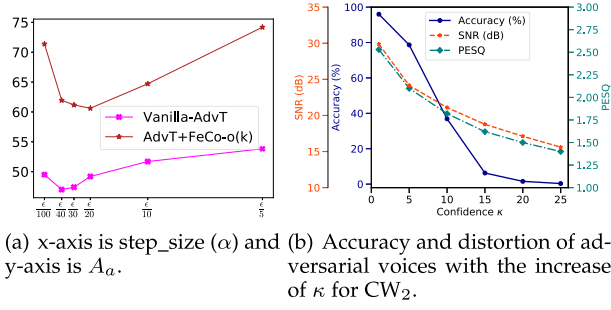 75
70
65
60
55
50
Vanilla-AdvT
AdvT+FeCo-o(k)
ϵ/100 ϵ/40 ϵ/30 ϵ/20 ϵ/10 ϵ/5
(a) x-axis is step_size (α) and
y-axis is A_a.
35
30
25
20
15
10
SNR (dB)
100
80
60
40
20
0
Accuracy (%)
Accuracy (%)
SNR (dB)
PESQ
3,00
2,75
2,50
2,25
2,00
1,75
1,50
1,25
1,00
PESQ
0 5 10 15 20 25
Confidence κ
(b) Accuracy and distortion of ad-
versarial voices with the increase
of κ for CW₂.